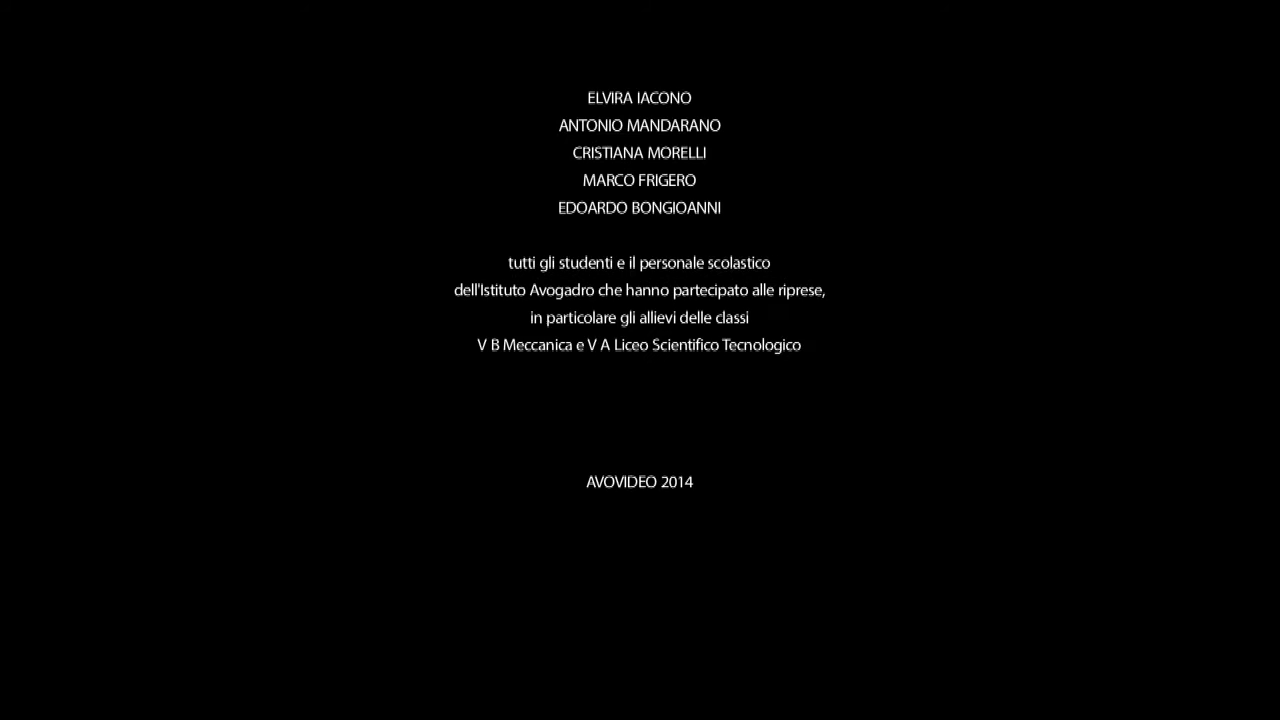 ELVIRA IACONO
ANTONIO MANDARANO
CRISTIANA MORELLI
MARCO FRIGERO
EDOARDO BONGIOANNI
tutti gli studenti e il personale scolastico
dell'Istituto Avogadro che hanno partecipato alle riprese,
in particolare gli allievi delle classi
V B Meccanica e V A Liceo Scientifico Tecnologico
AVOVIDEO 2014